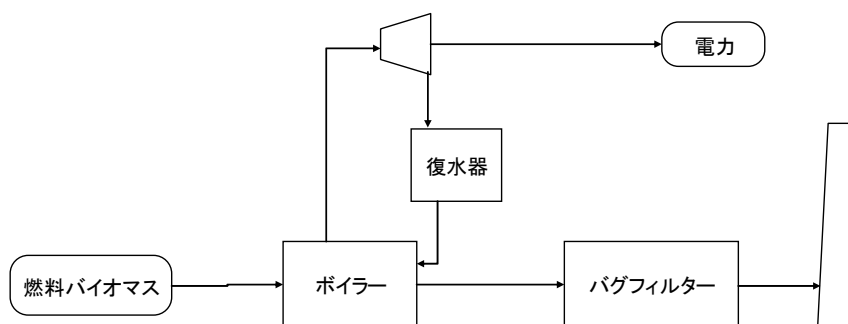 電力
復水器
燃料バイオマス
ボイラー
バグフィルター